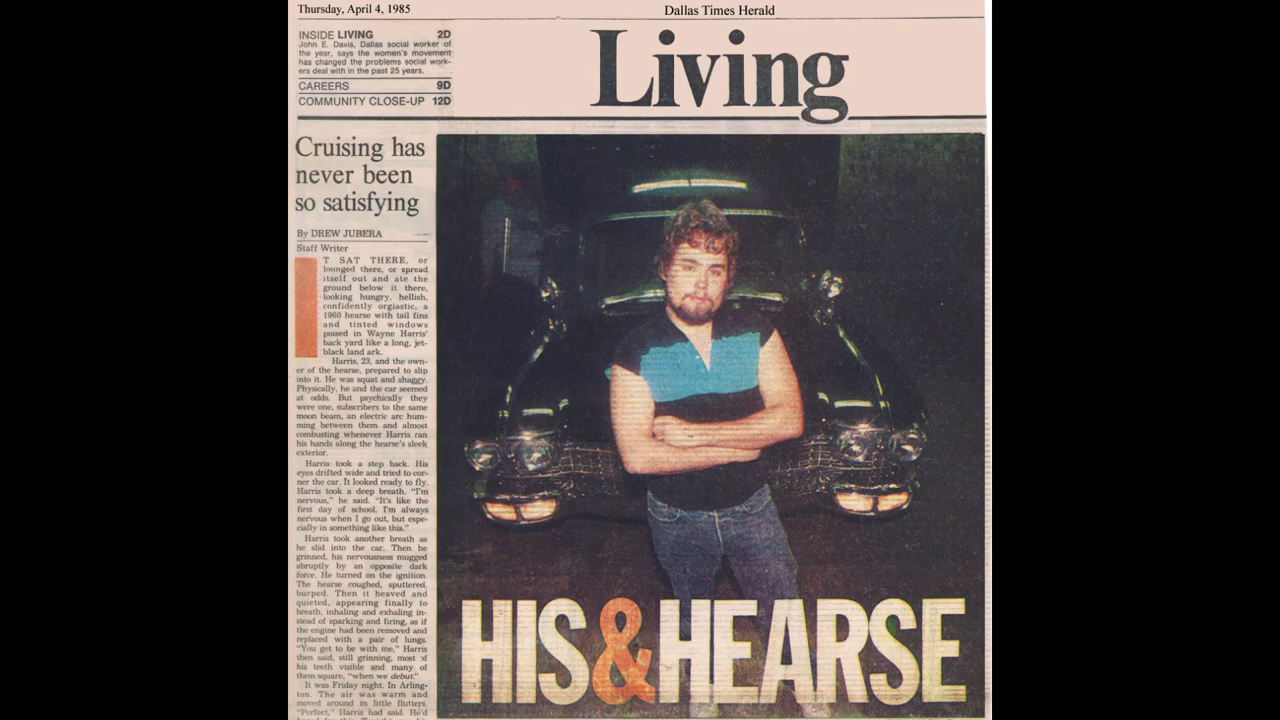 Thursday, April 4, 1985
Dallas Times Herald
INSIDE LIVING 2D
John E. Davis, Dallas social worker of
the year, says the women's movement
has changed the problems social work-
ers deal with in the past 25 years.
CAREERS 9D
COMMUNITY CLOSE-UP 12D
Living
Cruising has
never been
so satisfying
By DREW JUBERA
Staff Writer
IT SAT THERE, or
lounged there, or spread
itself out and ate the
ground below it there,
looking hungry, hellish,
confidently orgiastic, a
1960 hearse with tail fins
and tinted windows
poised in Wayne Harris'
back yard like a long, jet-
black land ark.
Harris, 23, and the own-
er of the hearse, prepared to slip
into it. He was squat and shaggy.
Physically, he and the car seemed
at odds. But psychically they
were one, subscribers to the same
moon beam, an electric arc hum-
ming between them and almost
combusting whenever Harris ran
his hands along the hearse's sleek
exterior.
Harris took a step back. His
eyes drifted wide and tried to cor-
ner the car. It looked ready to fly.
Harris took a deep breath. "I'm
nervous," he said. "It's like the
first day of school. I'm always
nervous when I go out, but espe-
cially in something like this."
Harris took another breath as
he slid into the car. Then he
grinned, his nervousness mugged
abruptly by an opposite dark
force. He turned on the ignition.
The hearse coughed, sputtered,
burped. Then it heaved and
quieted, appearing finally to
breath, inhaling and exhaling in-
stead of sparking and firing, as if
the engine had been removed and
replaced with a pair of lungs.
"You get to be with me," Harris
then said, still grinning, most of
his teeth visible and many of
them square, "when we debut."
It was Friday night. In Arling-
ton. The air was warm and
moved around in little flutters.
"Perfect," Harris had said. He'd
HIS & HEARSE